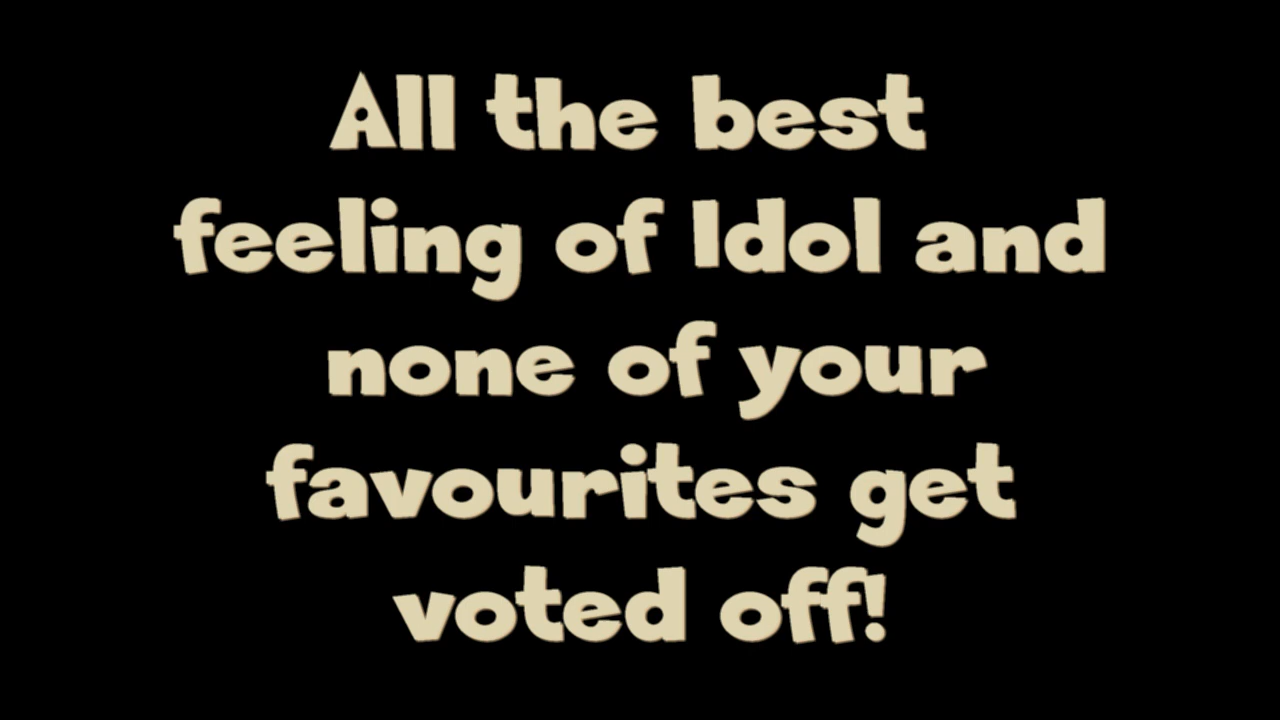 All the best
feeling of Idol and
none of your
favourites get
voted off!